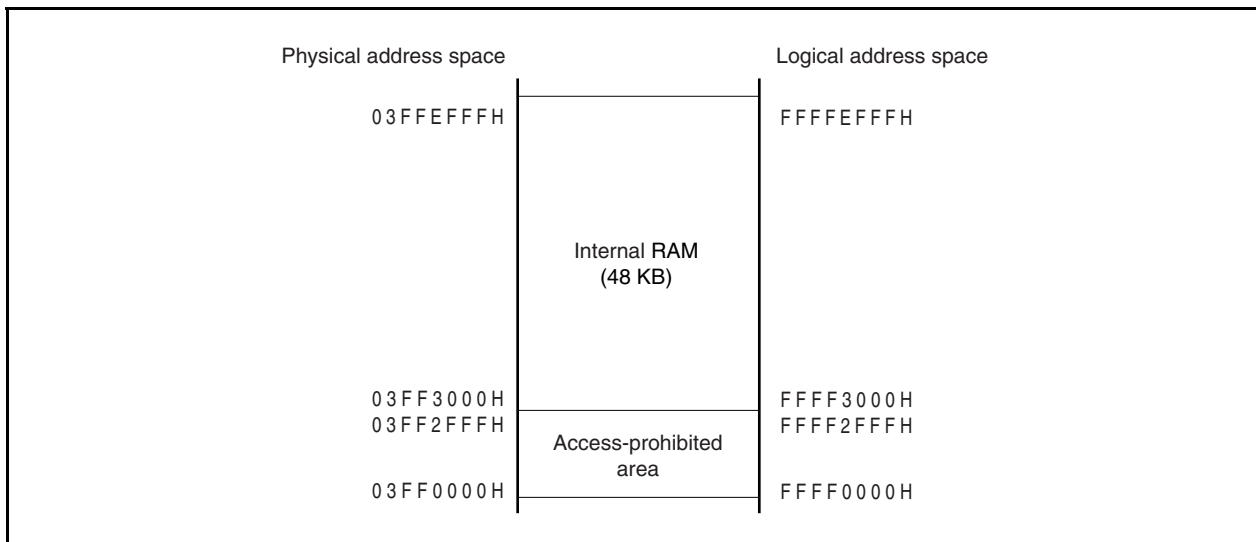 Physical address space
Logical address space
03FFEFFFH
FFFFEFFFH
Internal RAM
(48 KB)
03FF3000H
FFFF3000H
03FF2FFFH
FFFF2FFFH
Access-prohibited
area
03FF0000H
FFFF0000H